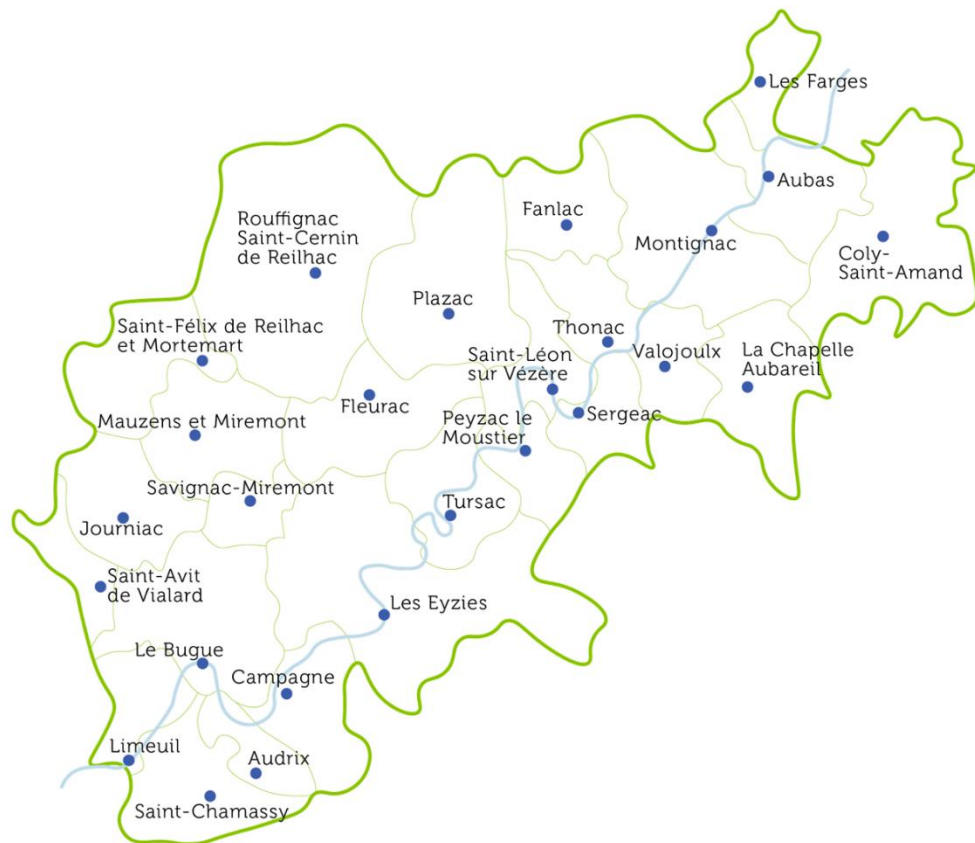 Les Farges
Aubas
Fanlac
Rouffignac
Saint-Cernin
de Reilhac
Montignac
Coly-
Saint-Amand
Plazac
Thonac
Saint-Félix de Reilhac
et Mortemart
Saint-Léon
sur Vézère
Valojoulx
La Chapelle
Aubareil
Fleurac
Sergeac
Mauzens et Miremont
Peyzac le
Moustier
Savignac-Miremont
Tursac
Journiac
Saint-Avit
de Vialard
Les Eyzies
Le Bugue
Campagne
Limeuil
Audrix
Saint-Chamassy